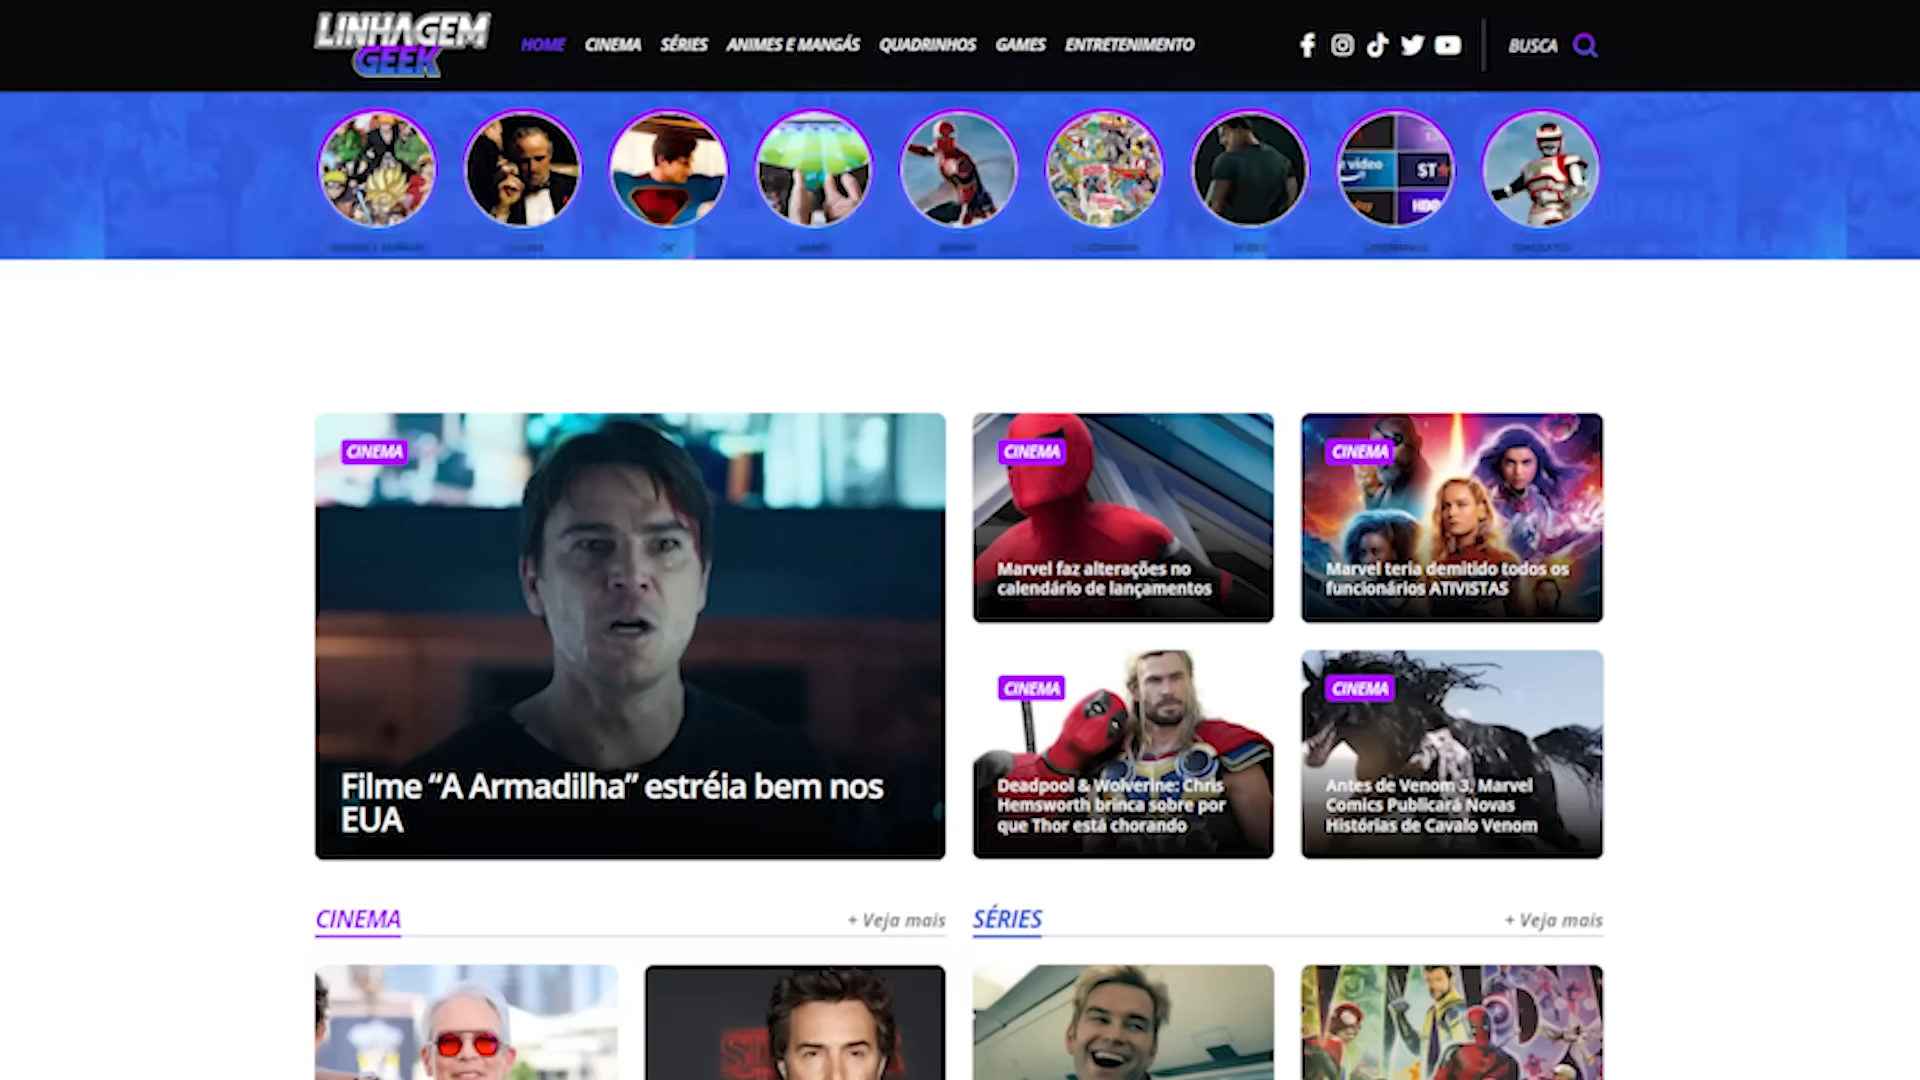 LINHAGEM
GEEK
HOME CINEMA SÉRIES ANIMES E MANGÁS QUADRINHOS GAMES ENTRETENIMENTO
BUSCA
video
ST
HBO
CINEMA
Filme “A Armadilha” estréia bem nos
EUA
CINEMA
Marvel faz alterações no
calendário de lançamentos
CINEMA
Marvel teria demitido todos os
funcionários ATIVISTAS
CINEMA
Deadpool & Wolverine: Chris
Hemsworth brinca sobre por
que Thor está chorando
CINEMA
Antes de Venom 3, Marvel
Comics Publicará Novas
Histórias de Cavalo Venom
CINEMA
+ Veja mais
SÉRIES
+ Veja mais